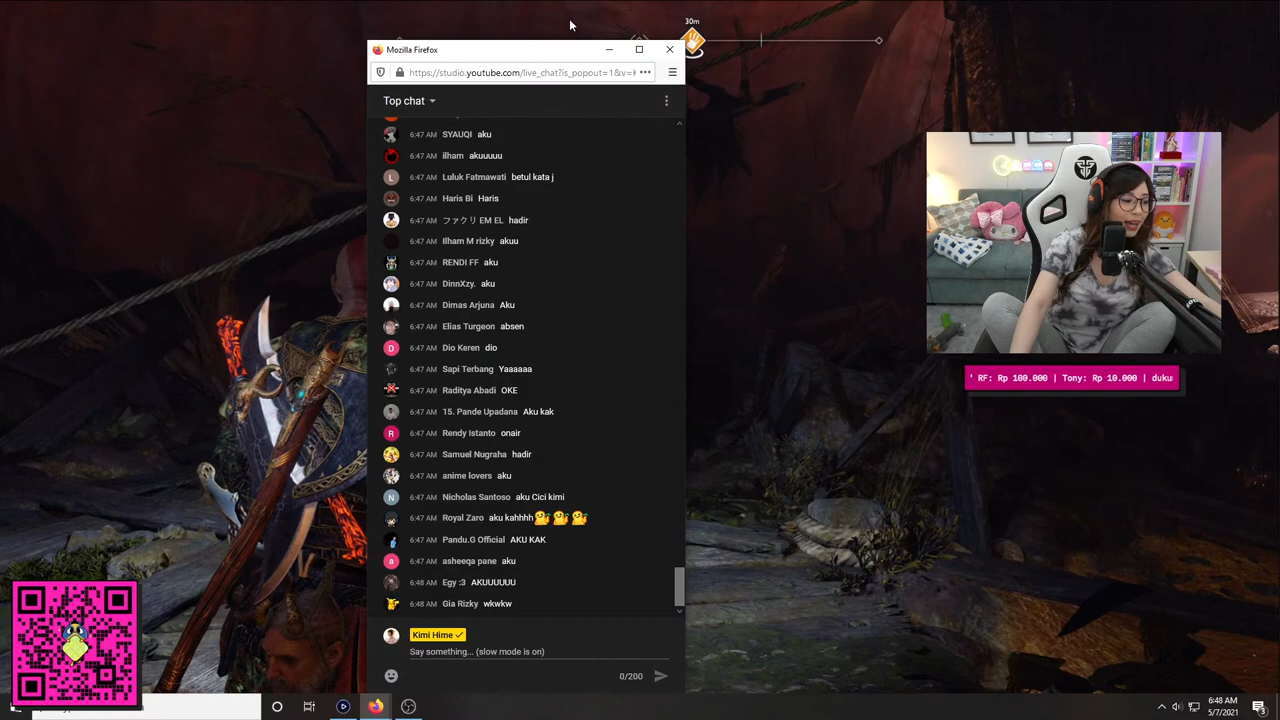 30m
Mozilla Firefox
https://studio.youtube.com/live_chat?is_popout=1&v=
Top chat
6:47 AM SYAUQI aku
6:47 AM ilham akuuuuu
L 6:47 AM Luluk Fatmawati betul kata j
6:47 AM Haris Bi Haris
6:47 AM ファクリ EM EL hadir
6:47 AM Ilham M rizky akuu
6:47 AM RENDI FF aku
6:47 AM DinnXzy. aku
6:47 AM Dimas Arjuna Aku
6:47 AM Elias Turgeon absen
D 6:47 AM Dio Keren dio
6:47 AM Sapi Terbang Yaaaaaa
6:47 AM Raditya Abadi OKE
6:47 AM 15. Pande Upadana Aku kak
R 6:47 AM Rendy Istanto onair
6:47 AM Samuel Nugraha hadir
6:47 AM anime lovers aku
N 6:47 AM Nicholas Santoso aku Cici kimi
6:47 AM Royal Zaro aku kahhhh
6:47 AM Pandu.G Official AKU KAK
a 6:47 AM asheeqa pane aku
6:48 AM Egy :3 AKUUUUUU
6:48 AM Gia Rizky wkwkw
Kimi Hime
Say something... (slow mode is on)
0/200
' RF: Rp 100.000 | Tony: Rp 10.000 | duku
6:48 AM
5/7/2021
3